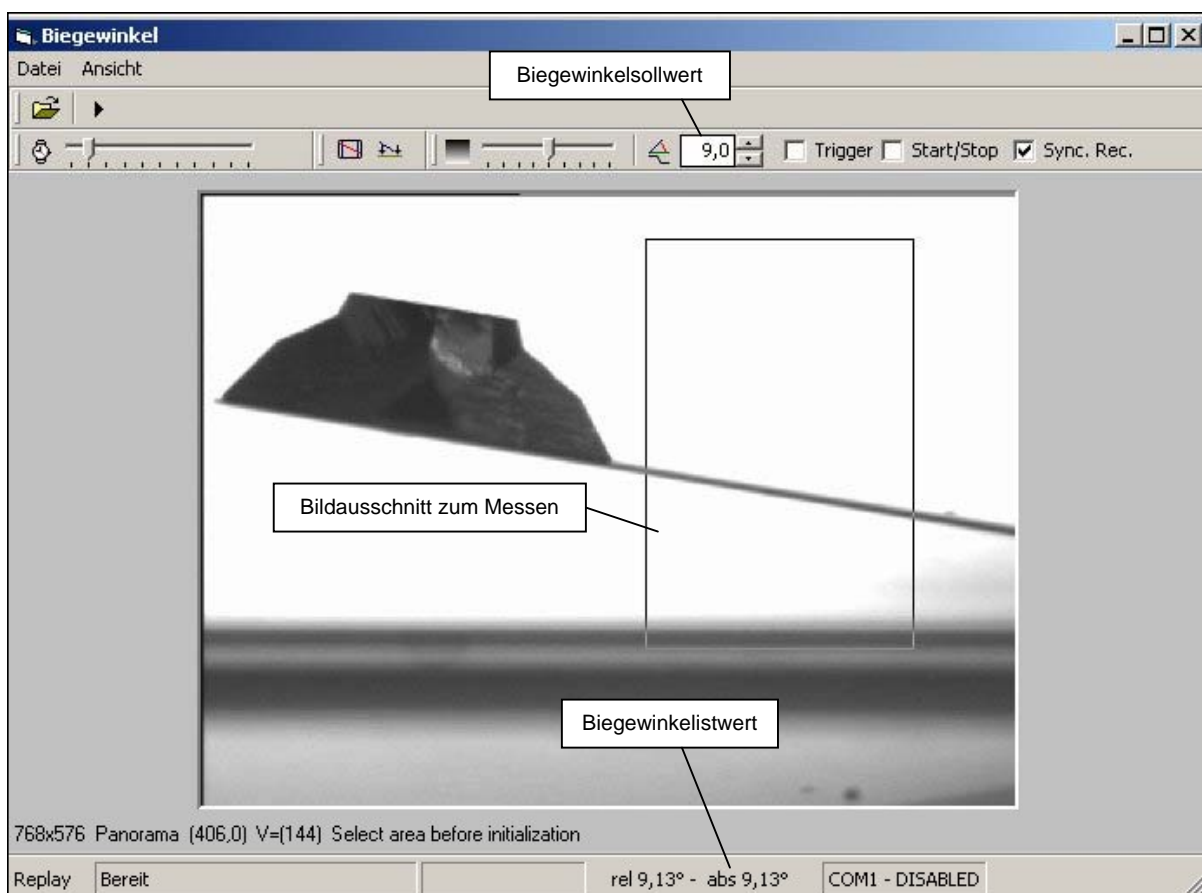 Biegewinkel
Datei Ansicht
Biegewinkelsollwert
9,0 Trigger Start/Stop Sync. Rec.
Bildausschnitt zum Messen
Biegewinkelistwert
768x576 Panorama (406,0) V=(144) Select area before initialization
Replay Bereit rel 9,13° - abs 9,13° COM1 - DISABLED